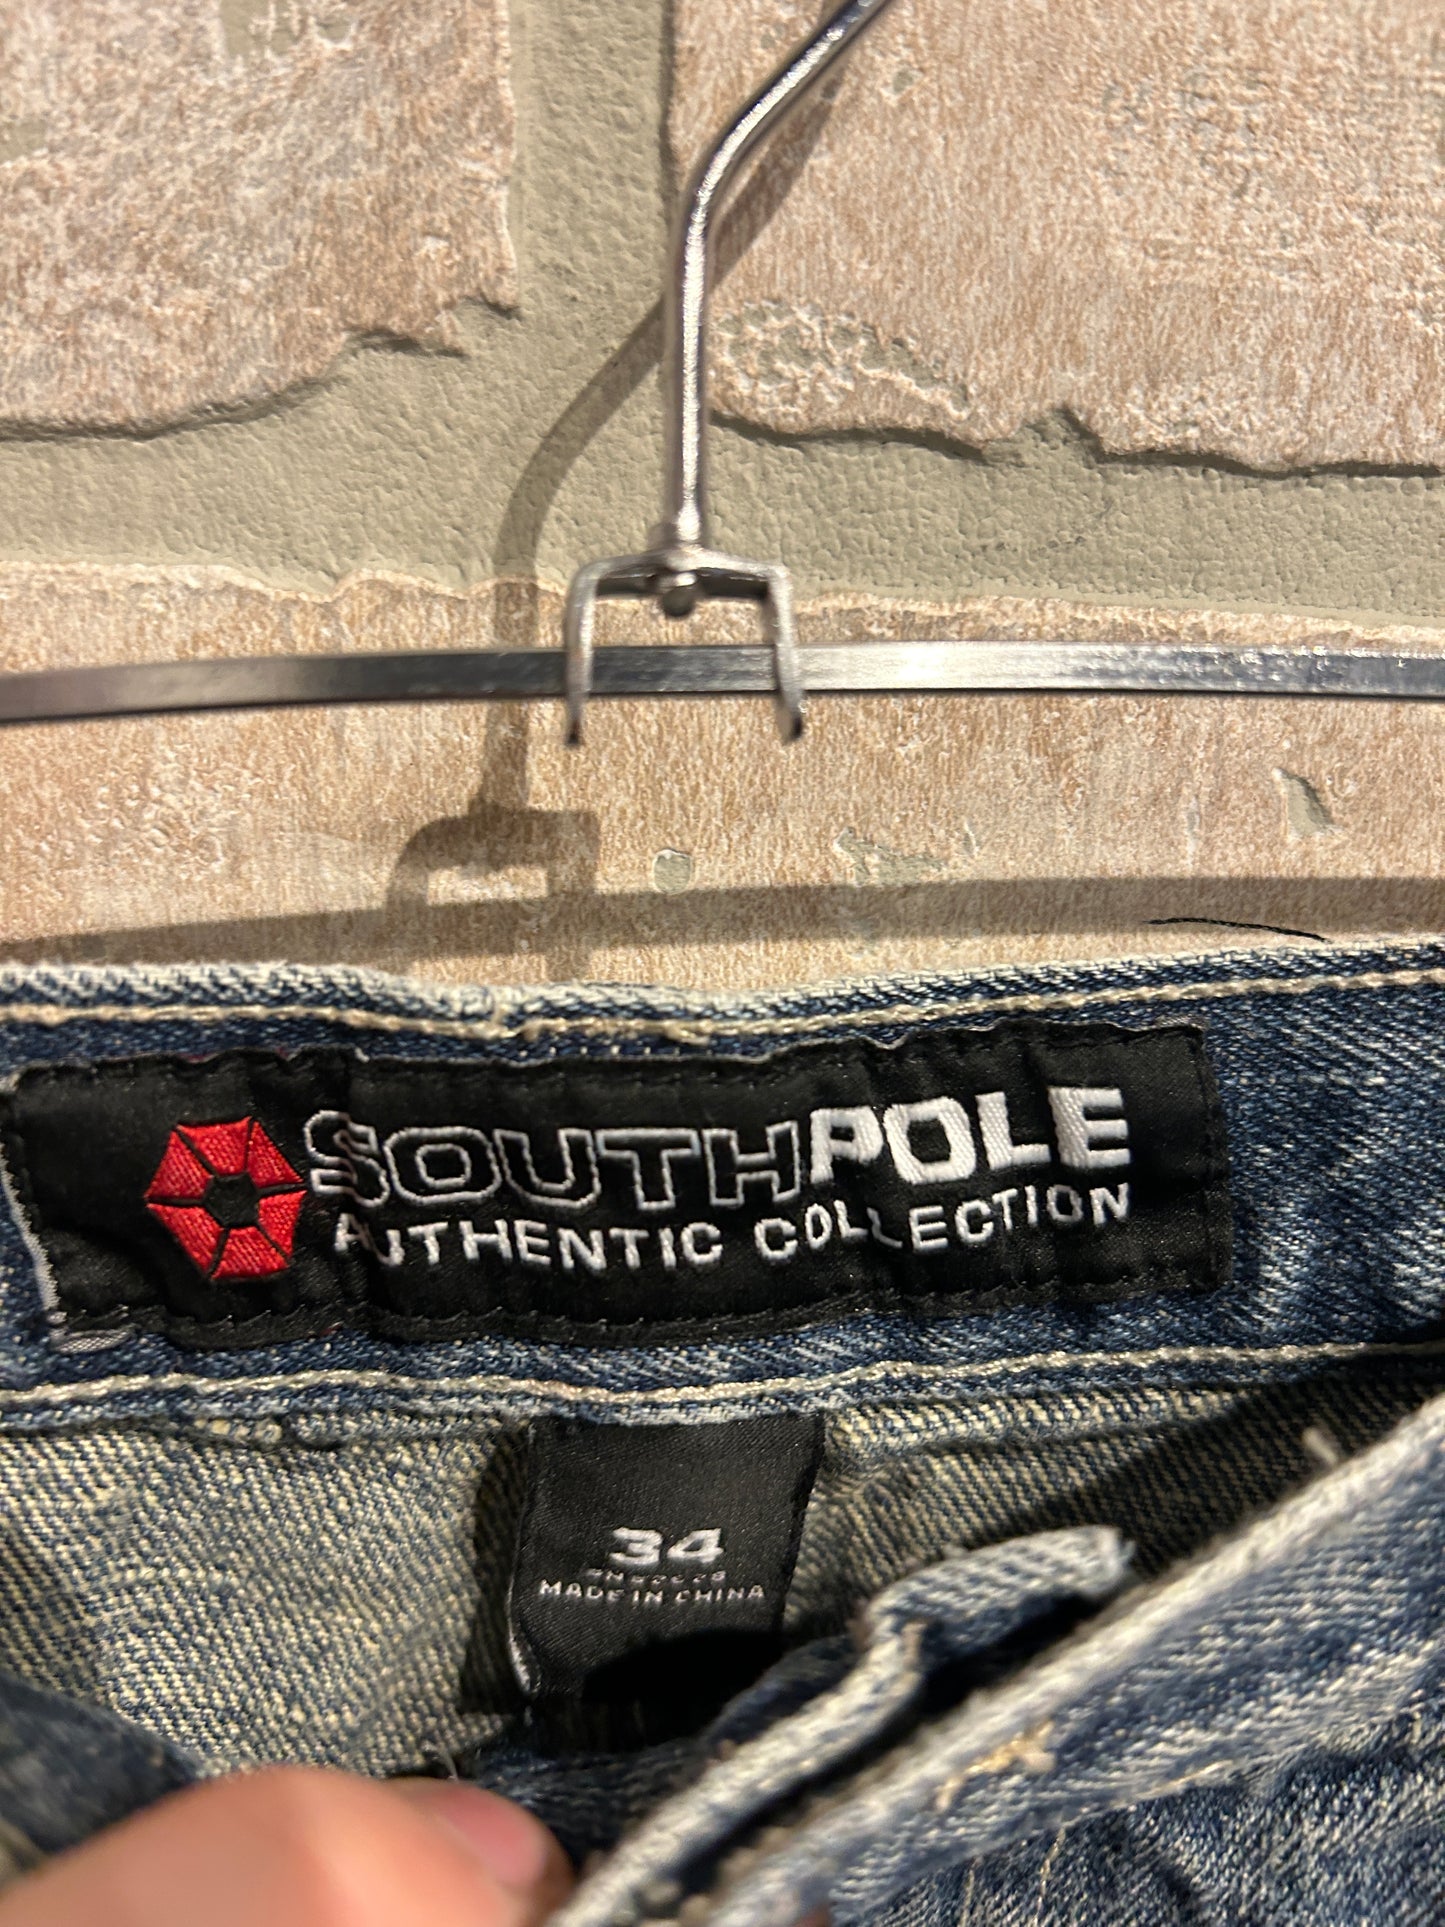 SOUTHPOLE
AUTHENTIC COLLECTION
34
MADE IN CHINA